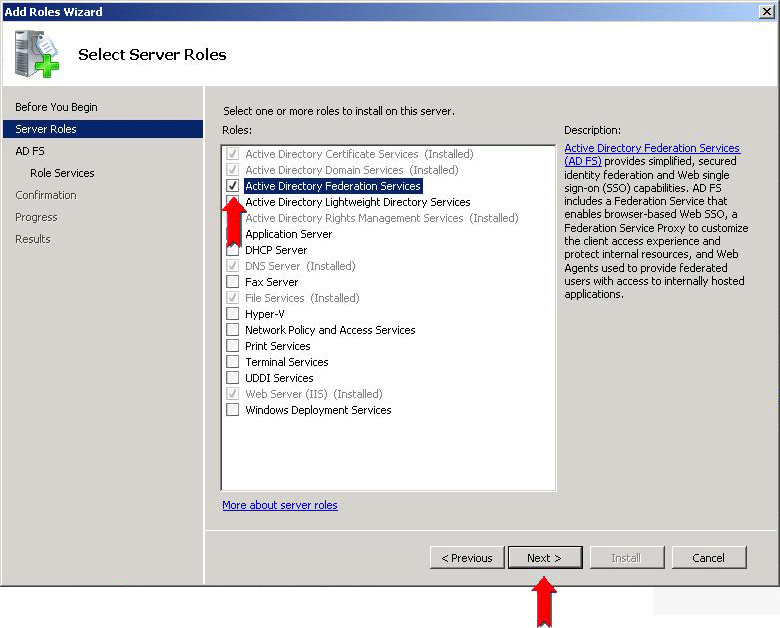 Add Roles Wizard
Select Server Roles
Before You Begin
Server Roles
AD FS
Role Services
Confirmation
Progress
Results
Select one or more roles to install on this server.
Roles:
Active Directory Certificate Services (Installed)
Active Directory Domain Services (Installed)
Active Directory Federation Services
Active Directory Lightweight Directory Services
Active Directory Rights Management Services (Installed)
Application Server
DHCP Server
DNS Server (Installed)
Fax Server
File Services (Installed)
Hyper-V
Network Policy and Access Services
Print Services
Terminal Services
UDDI Services
Web Server (IIS) (Installed)
Windows Deployment Services
More about server roles
Description:
Active Directory Federation Services
(AD FS) provides simplified, secured
identity federation and Web single
sign-on (SSO) capabilities. AD FS
includes a Federation Service that
enables browser-based Web SSO, a
Federation Service Proxy to customize
the client access experience and
protect internal resources, and Web
Agents used to provide federated
users with access to internally hosted
applications.
< Previous
Next >
Install
Cancel